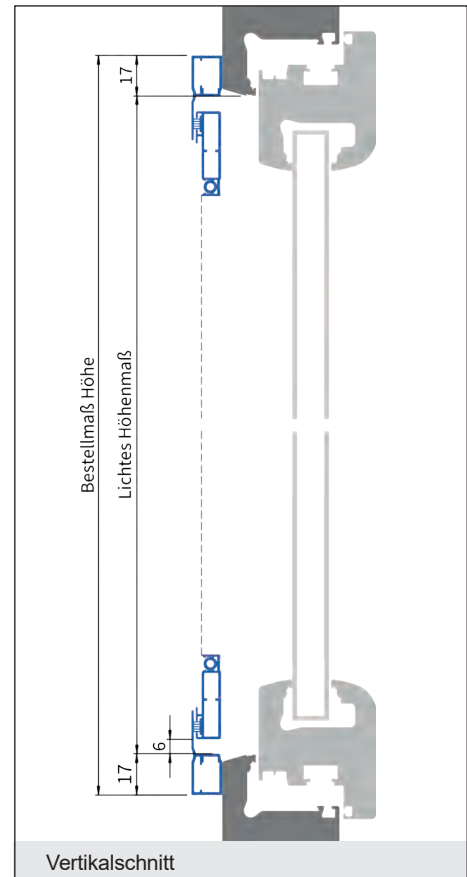 17
Bestellmaß Höhe
Lichtes Höhenmaß
6
17
Vertikalschnitt